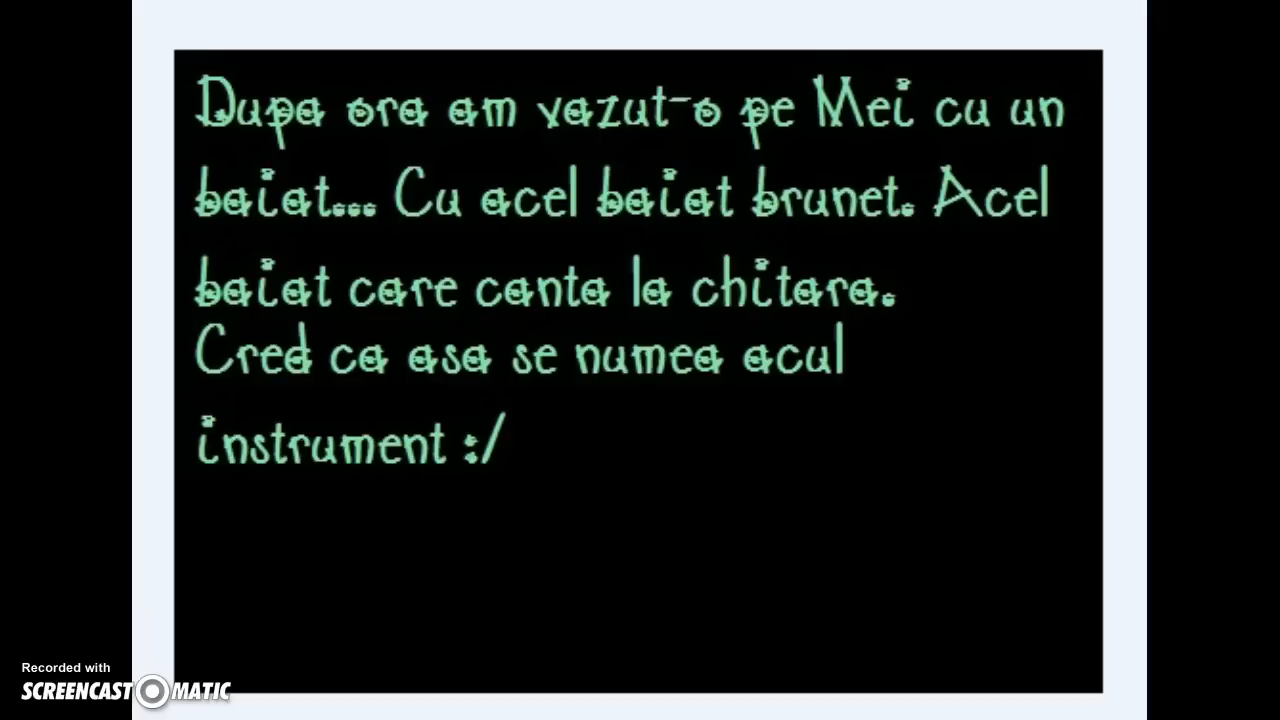 Dupa ora am vazut-o pe Mei cu un
baiat... Cu acel baiat brunet. Acel
baiat care canta la chitara.
Cred ca asa se numea acul
instrument :/
Recorded with
SCREENCAST-O-MATIC